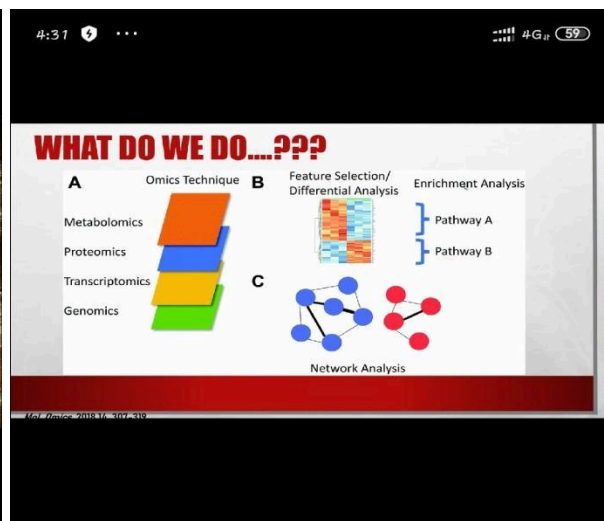 4:31
4G 59
WHAT DO WE DO....???
A Omics Technique
Metabolomics
Proteomics
Transcriptomics
Genomics
B Feature Selection/
Differential Analysis
Enrichment Analysis
Pathway A
Pathway B
C
Network Analysis
Mol. Omics 2018 14, 307-319